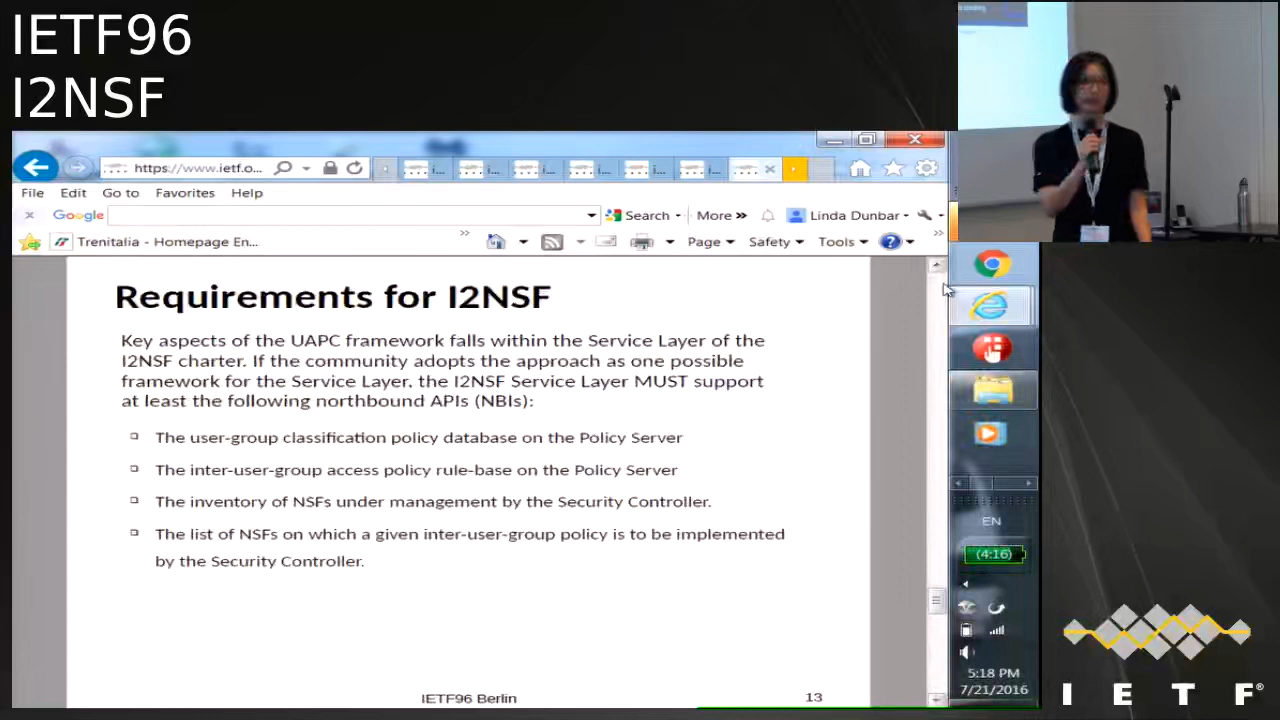 IETF96
I2NSF
https://www.ietf.o...
i...
i...
i...
i...
i...
i...
File Edit Go to Favorites Help
Google Search More » Linda Dunbar
Trenitalia - Homepage En... Page Safety Tools
Requirements for I2NSF
Key aspects of the UAPC framework falls within the Service Layer of the
I2NSF charter. If the community adopts the approach as one possible
framework for the Service Layer, the I2NSF Service Layer MUST support
at least the following northbound APIs (NBIs):
The user-group classification policy database on the Policy Server
The inter-user-group access policy rule-base on the Policy Server
The inventory of NSFs under management by the Security Controller.
The list of NSFs on which a given inter-user-group policy is to be implemented
by the Security Controller.
IETF96 Berlin 13
EN
(4:16)
5:18 PM
7/21/2016
I E T F®